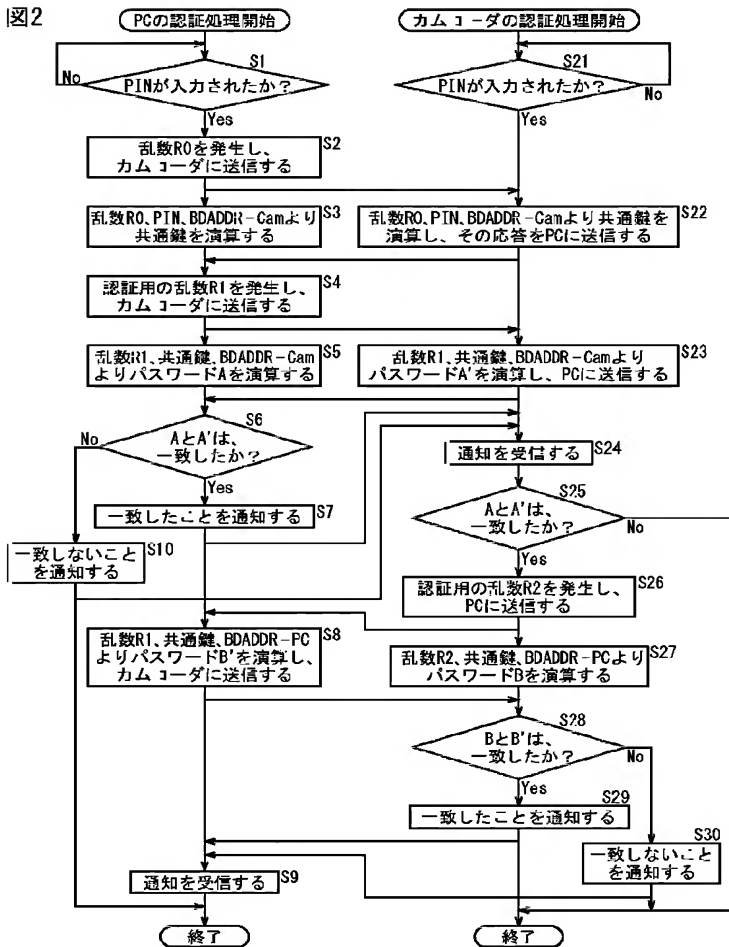 図2
PCの認証処理開始
S1
PINが入力されたか?
No
Yes
乱数R0を発生し、
カムコーダに送信する
S2
乱数R0、PIN、BDADDR-Camより
共通鍵を演算する
S3
認証用の乱数R1を発生し、
カムコーダに送信する
S4
乱数R1、共通鍵、BDADDR-Cam
よりパスワードAを演算する
S5
S6
AとA'は、
一致したか?
No
Yes
一致したことを通知する
S7
一致しないこと
を通知する
S10
乱数R1、共通鍵、BDADDR-PC
よりパスワードB'を演算し、
カムコーダに送信する
S8
通知を受信する
S9
終了
カムコーダの認証処理開始
S21
PINが入力されたか?
No
Yes
乱数R0、PIN、BDADDR-Camより共通鍵を
演算し、その応答をPCに送信する
S22
乱数R1、共通鍵、BDADDR-Camより
パスワードA'を演算し、PCに送信する
S23
通知を受信する
S24
S25
AとA'は、
一致したか?
No
Yes
認証用の乱数R2を発生し、
PCに送信する
S26
乱数R2、共通鍵、BDADDR-PCより
パスワードBを演算する
S27
S28
BとB'は、
一致したか?
No
Yes
一致したことを通知する
S29
一致しないこと
を通知する
S30
終了